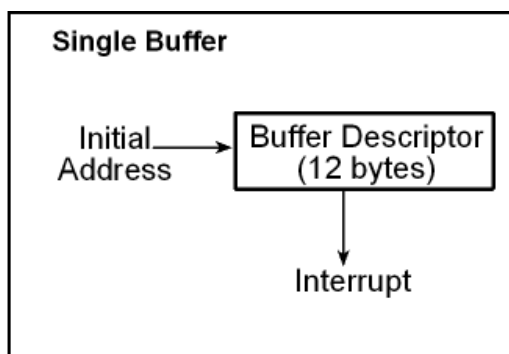 Single Buffer
Initial
Address
Buffer Descriptor
(12 bytes)
Interrupt